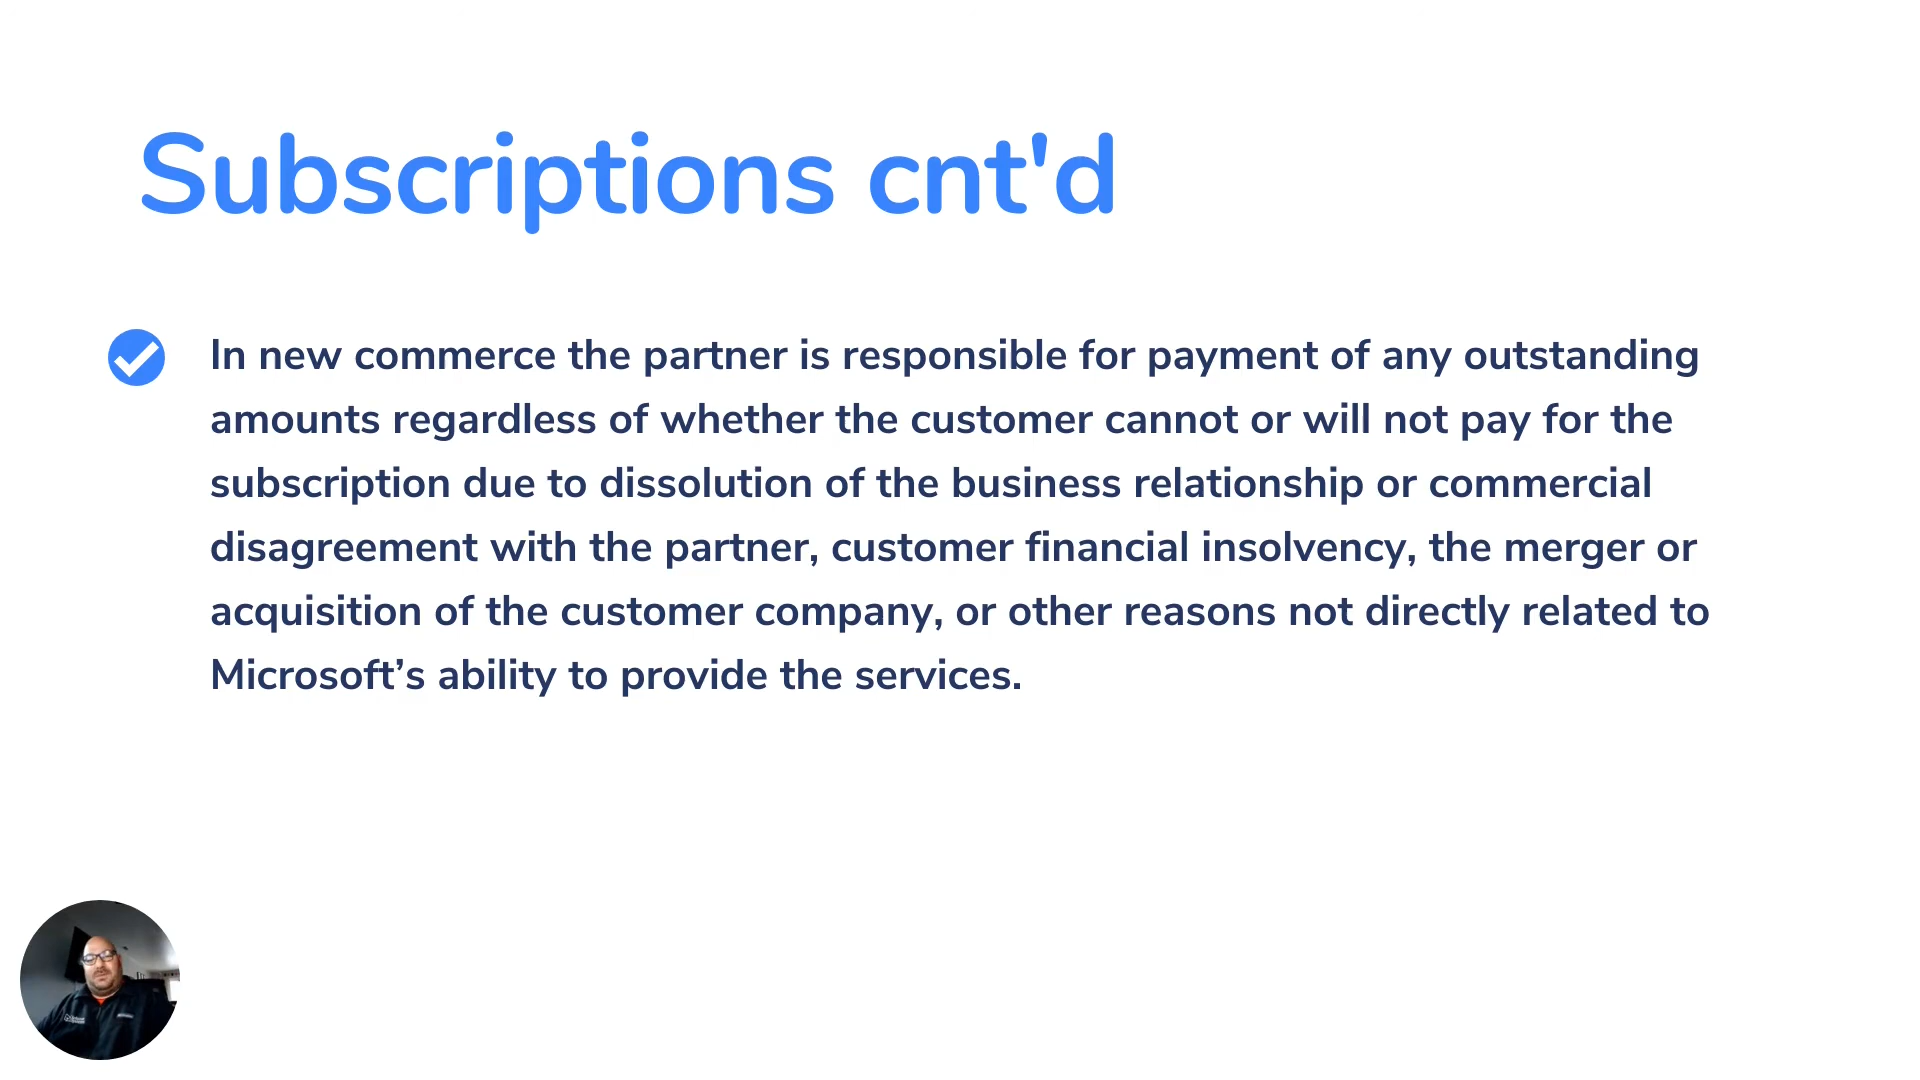 Subscriptions cnt'd
In new commerce the partner is responsible for payment of any outstanding
amounts regardless of whether the customer cannot or will not pay for the
subscription due to dissolution of the business relationship or commercial
disagreement with the partner, customer financial insolvency, the merger or
acquisition of the customer company, or other reasons not directly related to
Microsoft’s ability to provide the services.